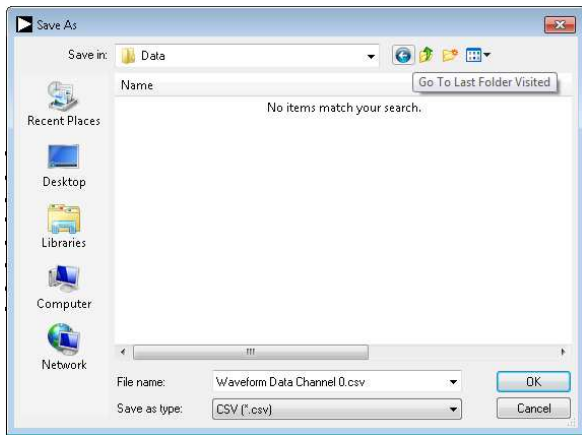 Save As
Save in:
Data
Go To Last Folder Visited
Name
No items match your search.
Recent Places
Desktop
Libraries
Computer
Network
File name:
Waveform Data Channel 0.csv
OK
Save as type:
CSV (*.csv)
Cancel